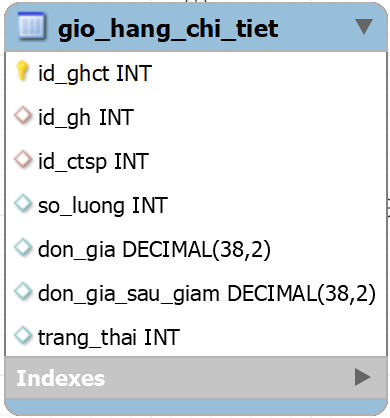 gio_hang_chi_tiet
id_ghct INT
id_gh INT
id_ctsp INT
so_luong INT
don_gia DECIMAL(38,2)
don_gia_sau_giam DECIMAL(38,2)
trang_thai INT
Indexes